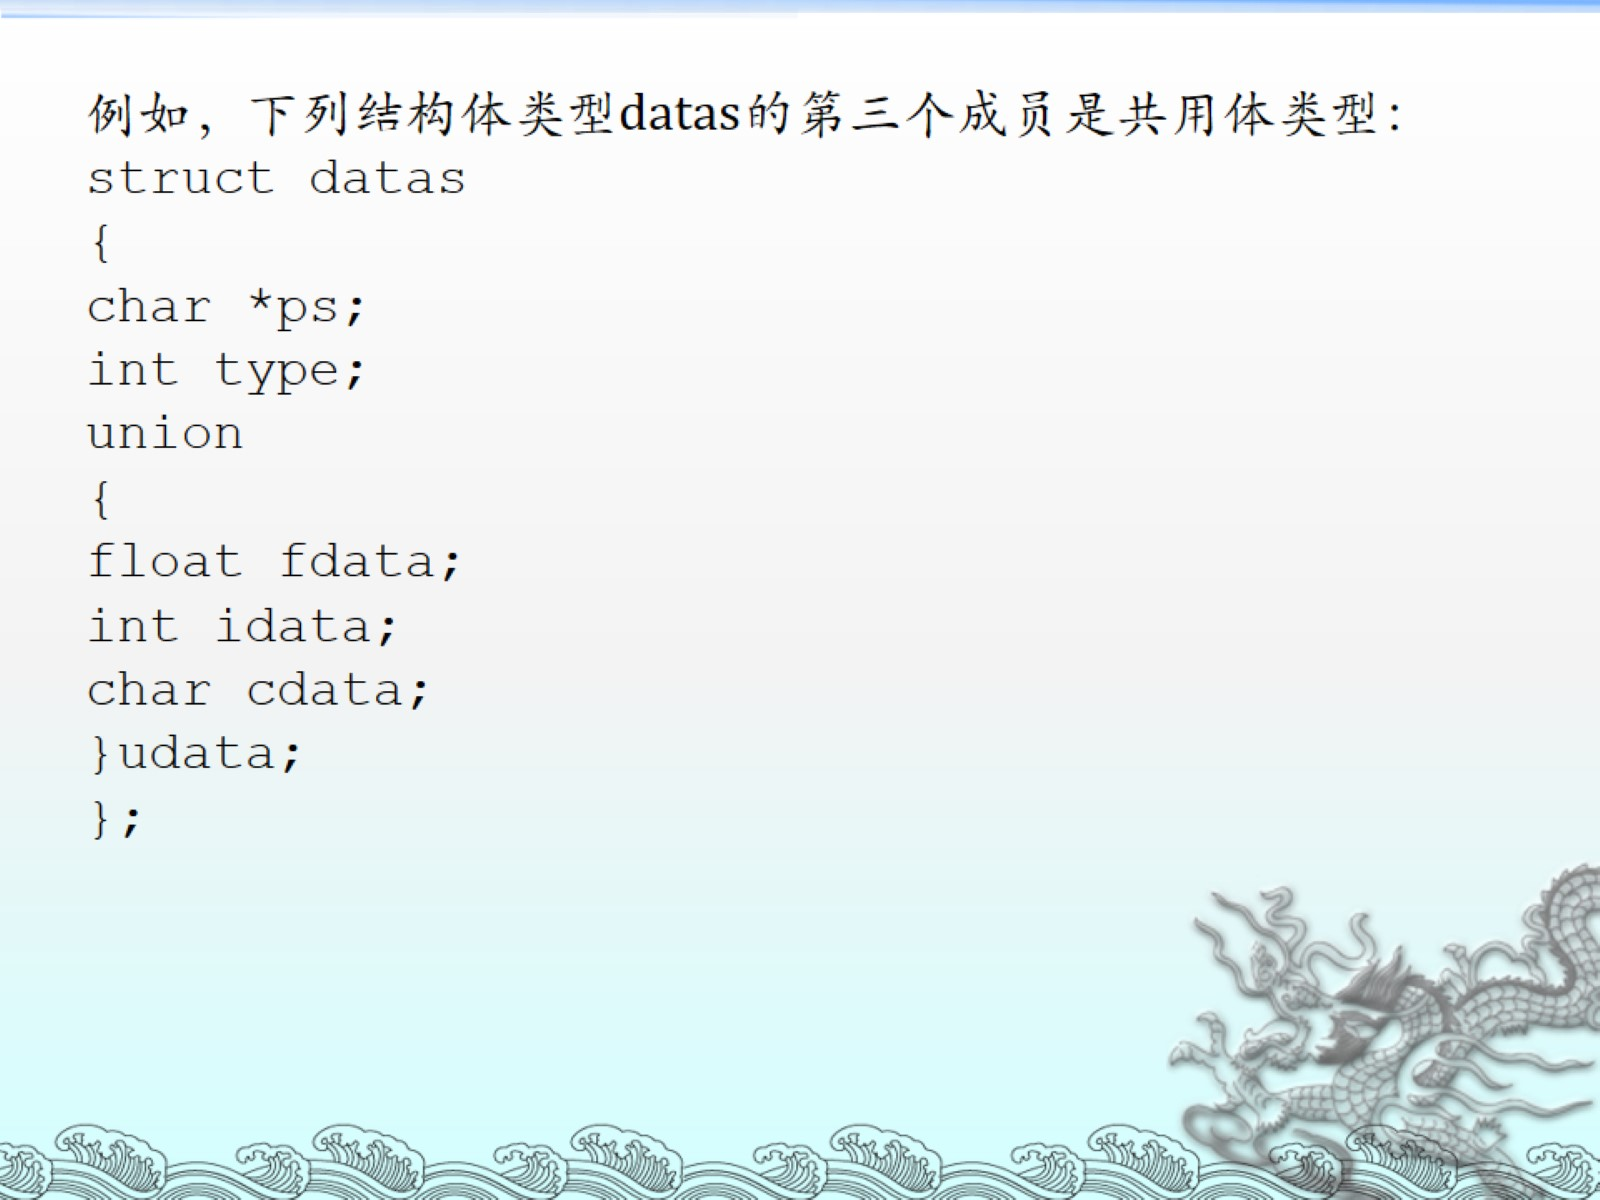 例如，下列结构体类型datas的第三个成员是共用体类型：
struct datas
{
char *ps;
int type;
union
{
float fdata;
int idata;
char cdata;
}udata;
};